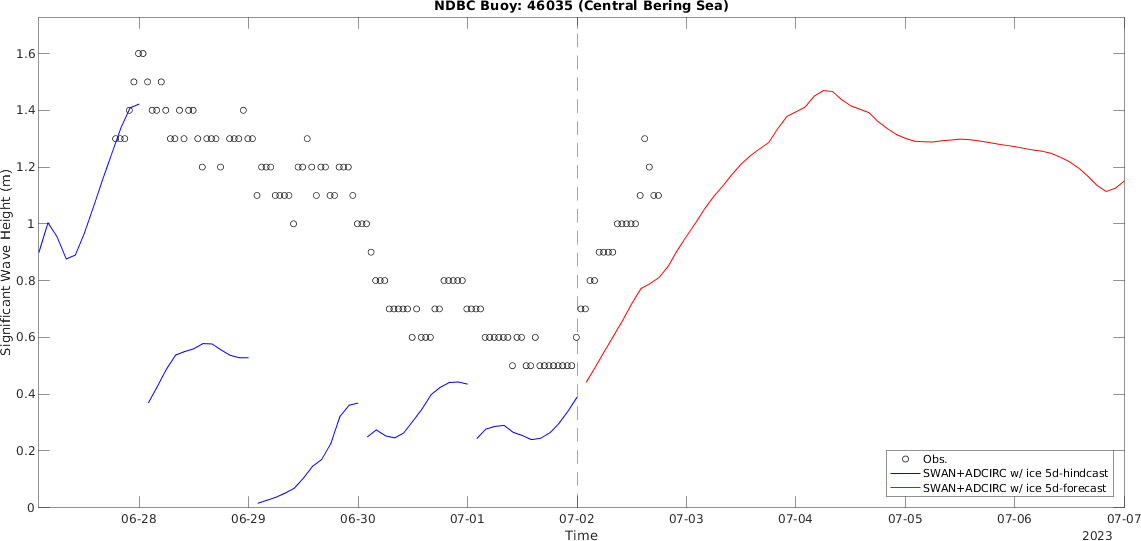 NDBC Buoy: 46035 (Central Bering Sea)
Significant Wave Height (m)
1.6
1.4
1.2
1
0.8
0.6
0.4
0.2
0
Obs.
SWAN+ADCIRC w/ ice 5d-hindcast
SWAN+ADCIRC w/ ice 5d-forecast
06-28 06-29 06-30 07-01 07-02 07-03 07-04 07-05 07-06 07-07
Time
2023